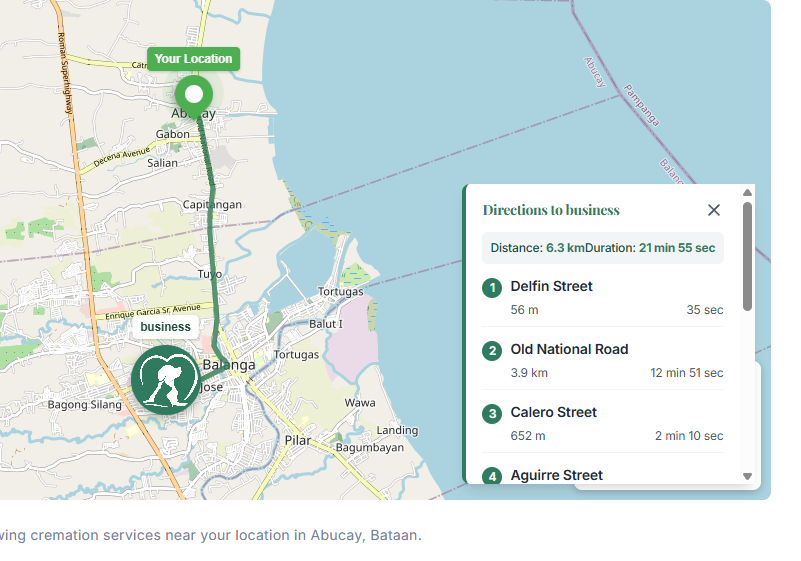 Your Location
Roman Superhighway
Abucay
Gabon
Decena Avenue
Salian
Capitangan
Tuyo
Enrique Garcia Sr. Avenue
business
Balanga
Jose
Bagong Silang
Tortugas
Balut I
Tortugas
Wawa
Landing
Pilar
Bagumbayan
Abucay
Pampanga
Directions to business
Distance: 6.3 kmDuration: 21 min 55 sec
1 Delfin Street
56 m 35 sec
2 Old National Road
3.9 km 12 min 51 sec
3 Calero Street
652 m 2 min 10 sec
4 Aguirre Street
wing cremation services near your location in Abucay, Bataan.